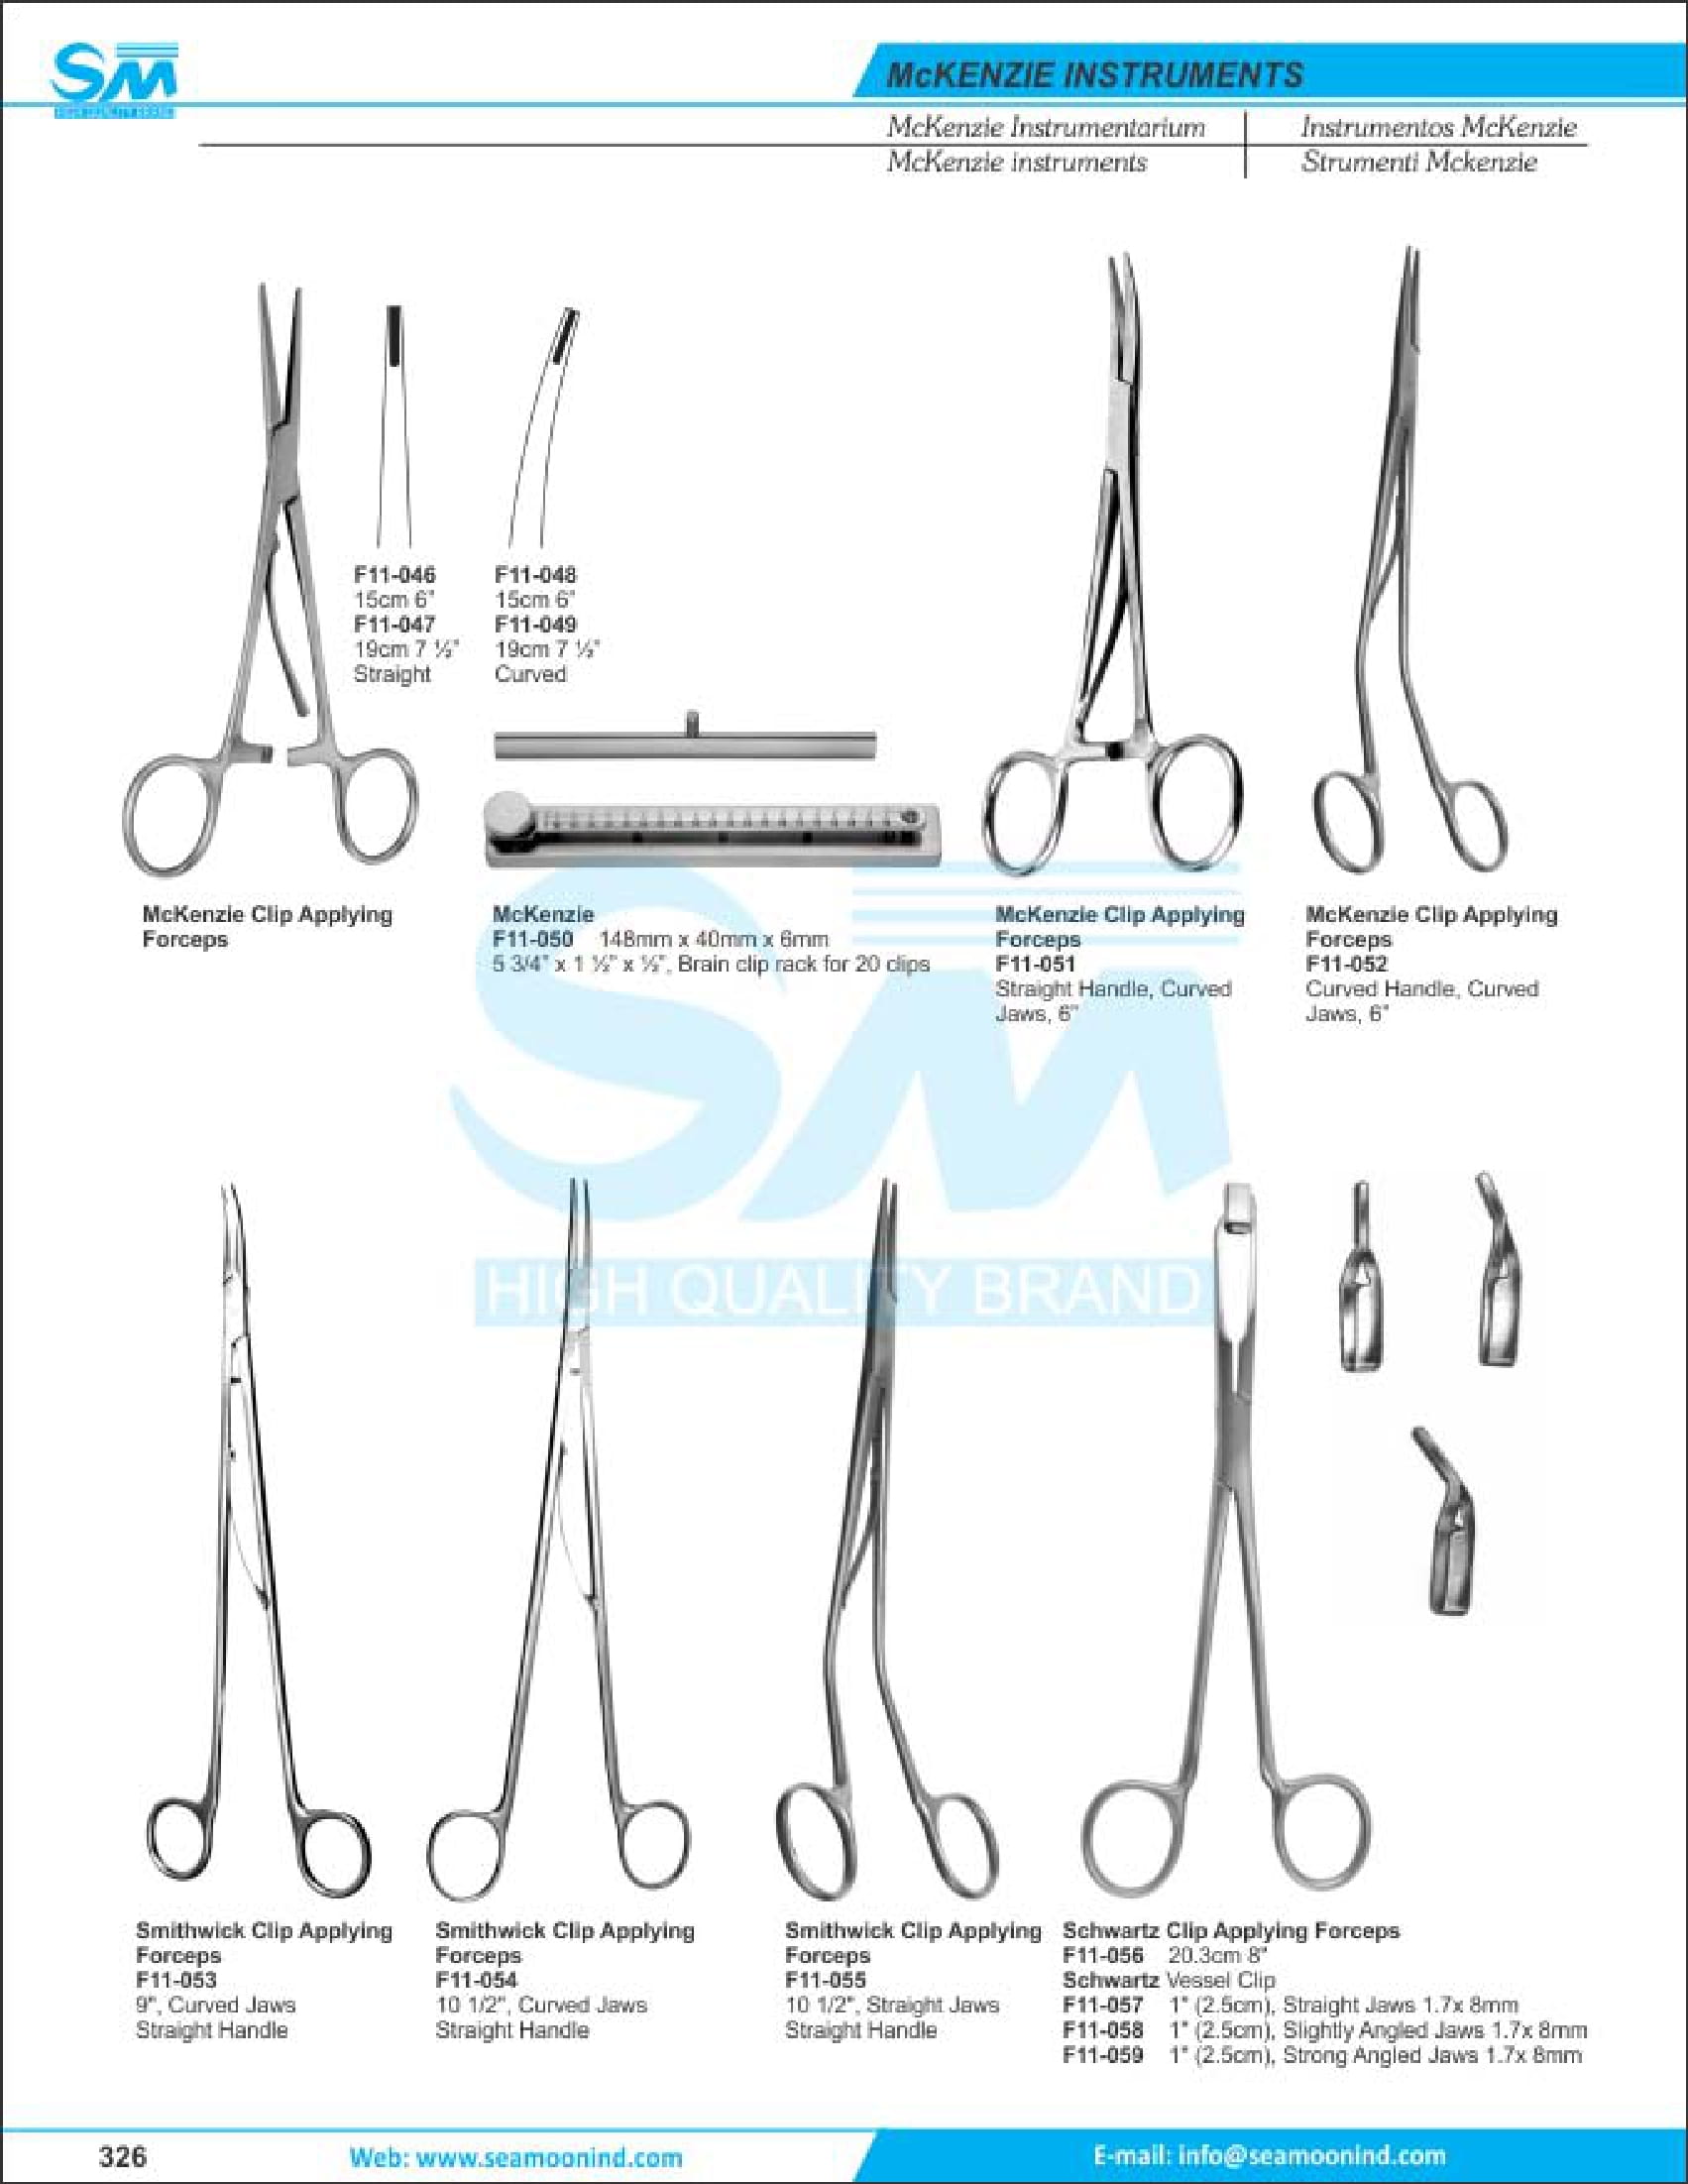 SM
McKENZIE INSTRUMENTS
McKenzie Instrumentarium
Instrumentos McKenzie
McKenzie instruments
Strumenti Mckenzie
F11-046
15cm 6"
F11-047
19cm 7 ½"
Straight
F11-048
15cm 6"
F11-049
19cm 7 ½"
Curved
McKenzie Clip Applying
Forceps
McKenzie
F11-050 148mm x 40mm x 6mm
5 3/4" x 1 ½" x ½", Brain clip rack for 20 clips
McKenzie Clip Applying
Forceps
F11-051
Straight Handle, Curved
Jaws, 6"
McKenzie Clip Applying
Forceps
F11-052
Curved Handle, Curved
Jaws, 6"
SM
HIGH QUALITY BRAND
Smithwick Clip Applying
Forceps
F11-053
9", Curved Jaws
Straight Handle
Smithwick Clip Applying
Forceps
F11-054
10 1/2", Curved Jaws
Straight Handle
Smithwick Clip Applying
Forceps
F11-055
10 1/2", Straight Jaws
Straight Handle
Schwartz Clip Applying Forceps
F11-056 20.3cm 8"
Schwartz Vessel Clip
F11-057 1" (2.5cm), Straight Jaws 1.7x 8mm
F11-058 1" (2.5cm), Slightly Angled Jaws 1.7x 8mm
F11-059 1" (2.5cm), Strong Angled Jaws 1.7x 8mm
326
Web: www.seamoonind.com
E-mail: info@seamoonind.com